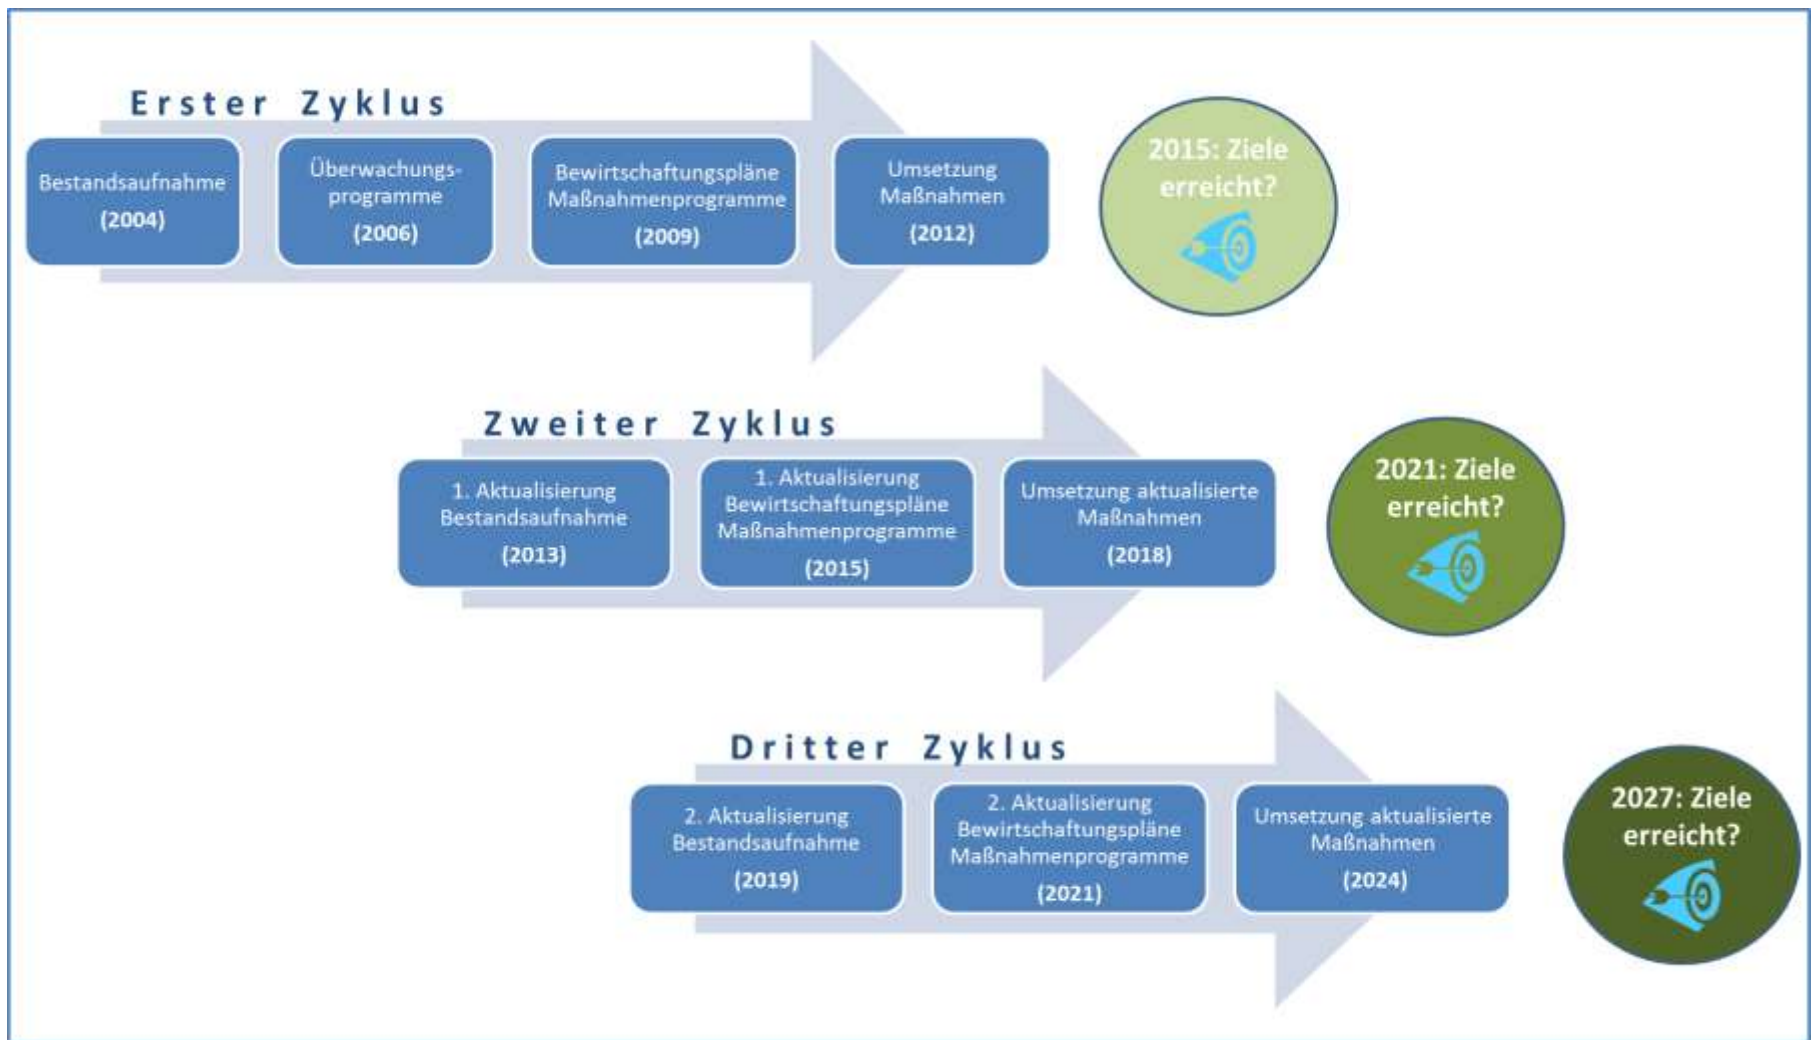 Erster Zyklus
Bestandsaufnahme
(2004)
Überwachungs-
programme
(2006)
Bewirtschaftungspläne
Maßnahmenprogramme
(2009)
Umsetzung
Maßnahmen
(2012)
2015: Ziele
erreicht?
Zweiter Zyklus
1. Aktualisierung
Bestandsaufnahme
(2013)
1. Aktualisierung
Bewirtschaftungspläne
Maßnahmenprogramme
(2015)
Umsetzung aktualisierte
Maßnahmen
(2018)
2021: Ziele
erreicht?
Dritter Zyklus
2. Aktualisierung
Bestandsaufnahme
(2019)
2. Aktualisierung
Bewirtschaftungspläne
Maßnahmenprogramme
(2021)
Umsetzung aktualisierte
Maßnahmen
(2024)
2027: Ziele
erreicht?